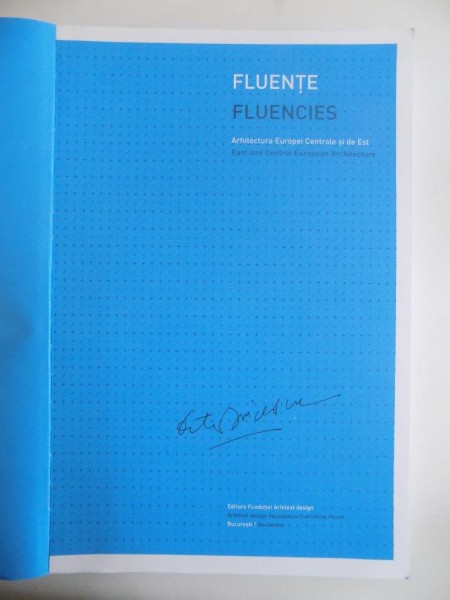 FLUENȚE
FLUENCIES
Arhitectura Europei Centrale și de Est
East and Central European Architecture
Editura Fundației Arhitext design
Arhitext design Foundation Publishing House
București / Bucharest